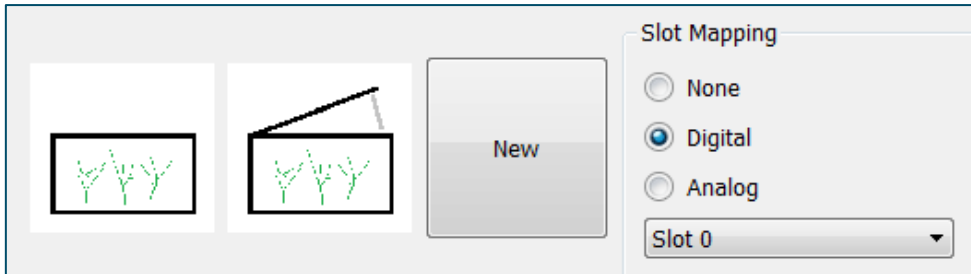 New
Slot Mapping
None
Digital
Analog
Slot 0